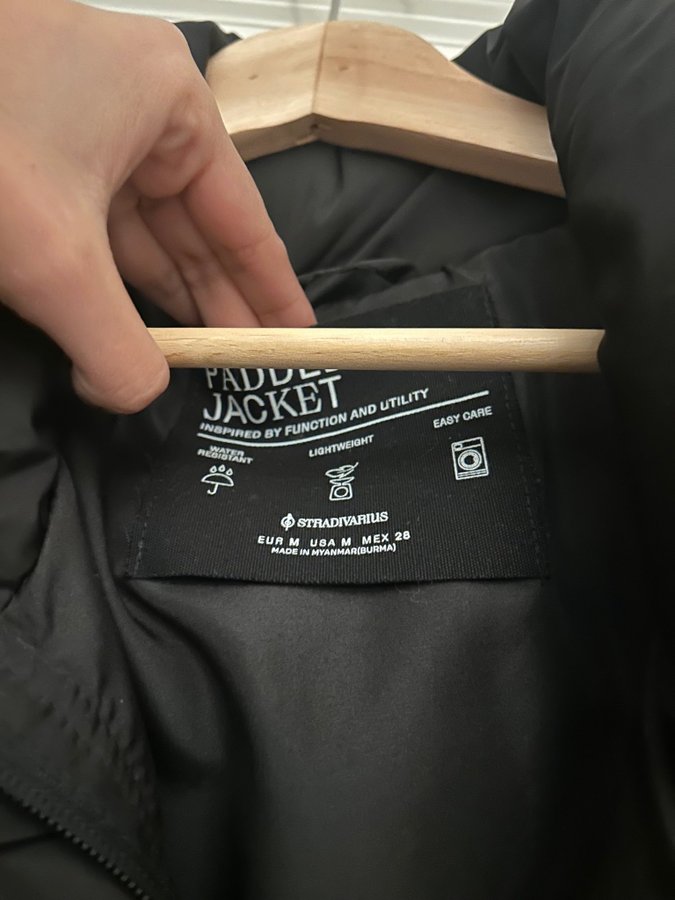 JACKET
INSPIRED BY FUNCTION AND UTILITY
WATER
RESISTANT
LIGHTWEIGHT
EASY CARE
STRADIVARIUS
EUR M USA M MEX 28
MADE IN MYANMAR(BURMA)